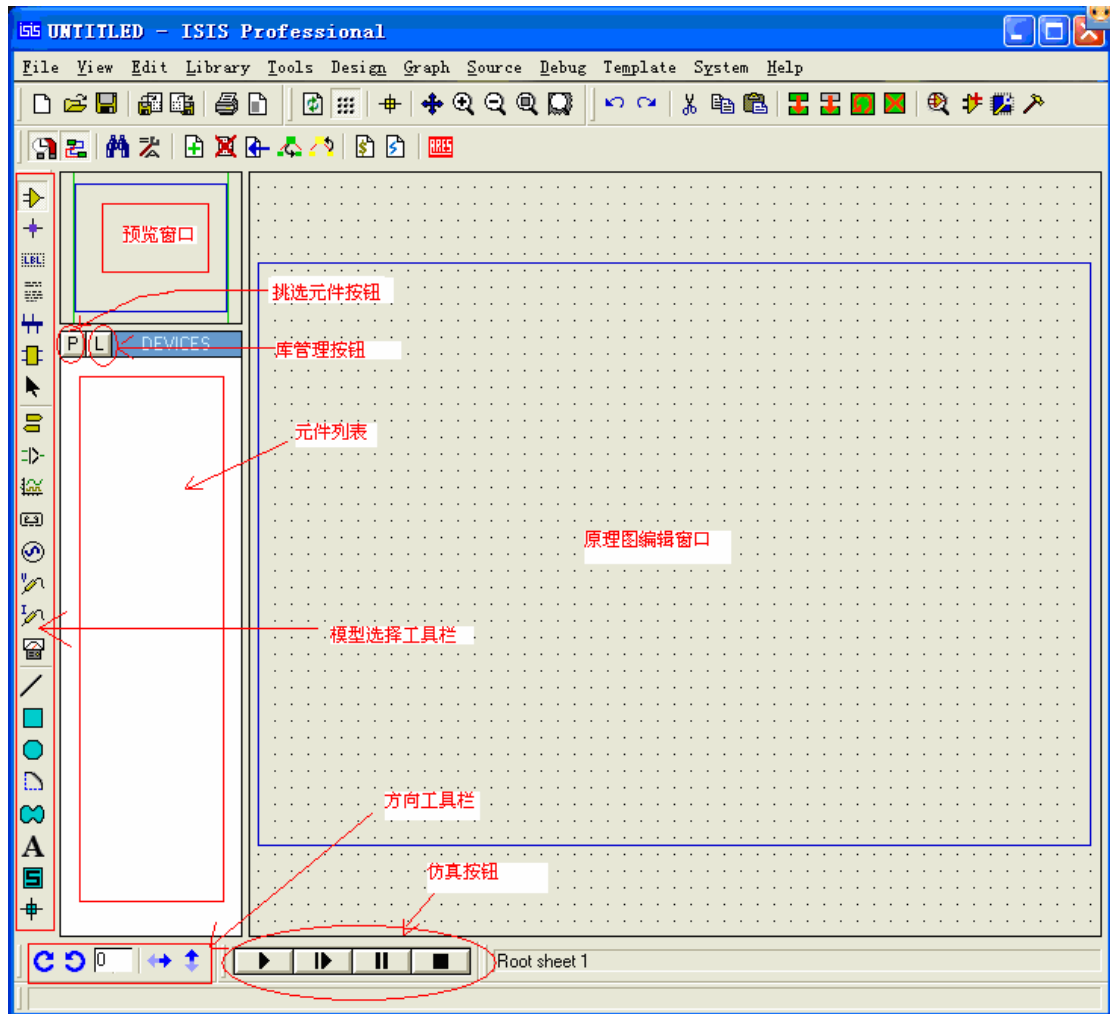 ISIS UNTITLED - ISIS Professional
File View Edit Library Tools Design Graph Source Debug Template System Help
ARES
预览窗口
LBL
挑选元件按钮
P L DEVICES
库管理按钮
元件列表
原理图编辑窗口
模型选择工具栏
方向工具栏
A
仿真按钮
S
0
Root sheet 1